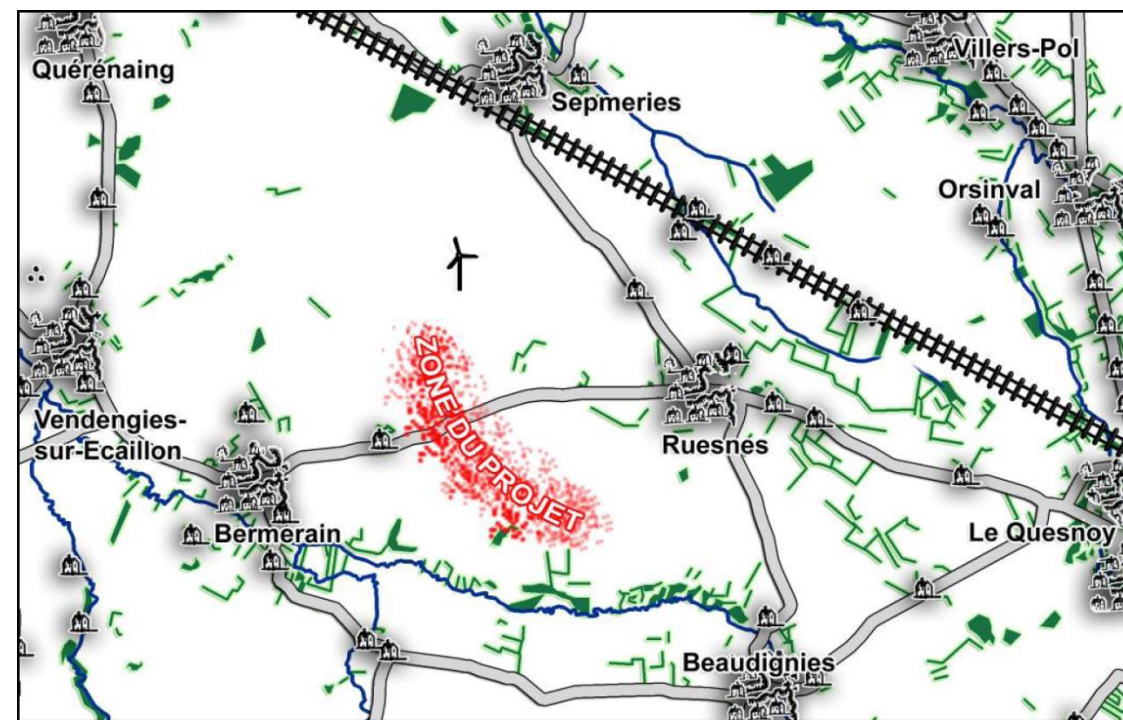 Villers-Pol
Quérénaing
Sepmeries
Orsinval
ZONE DU PROJET
Vendengies-
sur-Ecaillon
Ruesnes
Bermerain
Le Quesnoy
Beaudignies